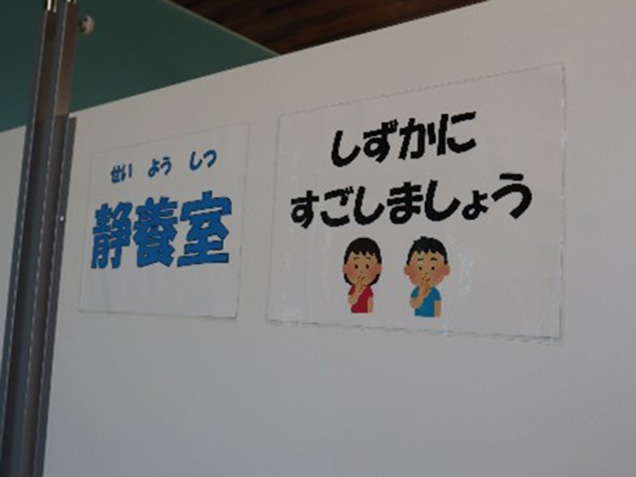 せい よう しつ
静養室
しずかに
すごしましょう